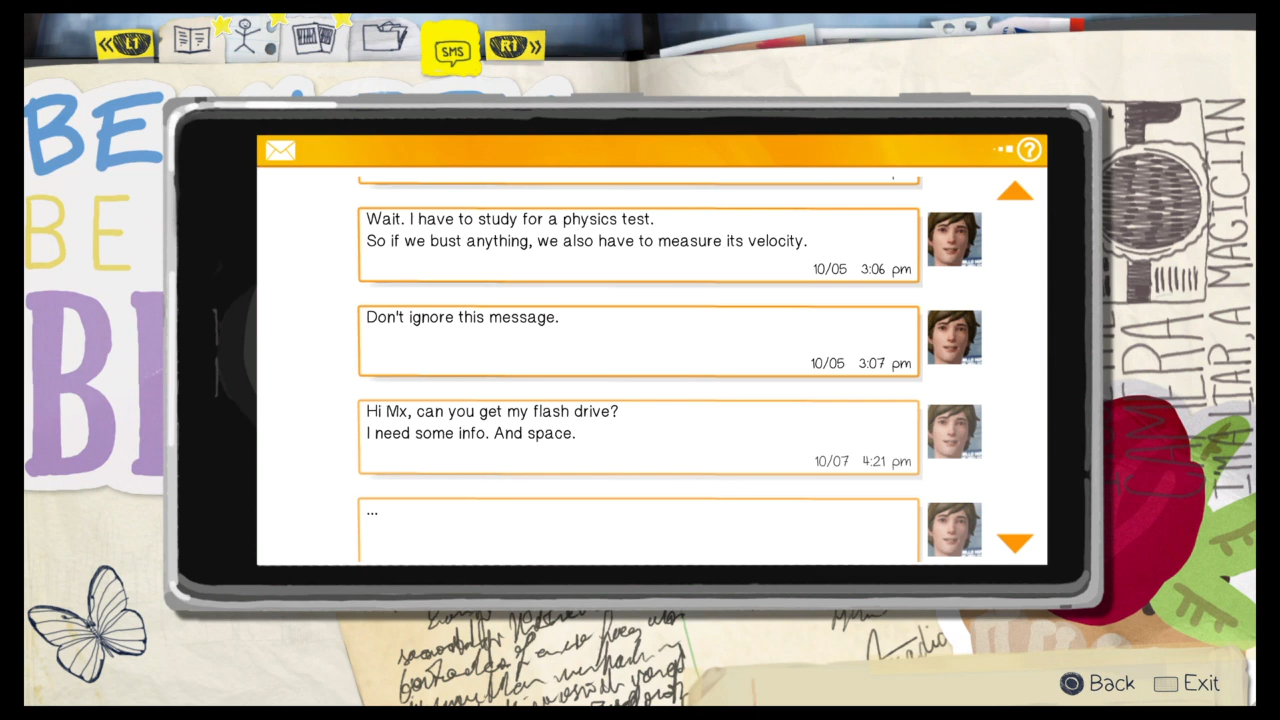 L1
SMS
R1
BE
BE
Wait. I have to study for a physics test.
So if we bust anything, we also have to measure its velocity.
10/05 3:06 pm
Don't ignore this message.
10/05 3:07 pm
Hi Mx, can you get my flash drive?
I need some info. And space.
10/07 4:21 pm
...
CAMERA
I'M A LIAR, A MAGICIAN
Back
Exit